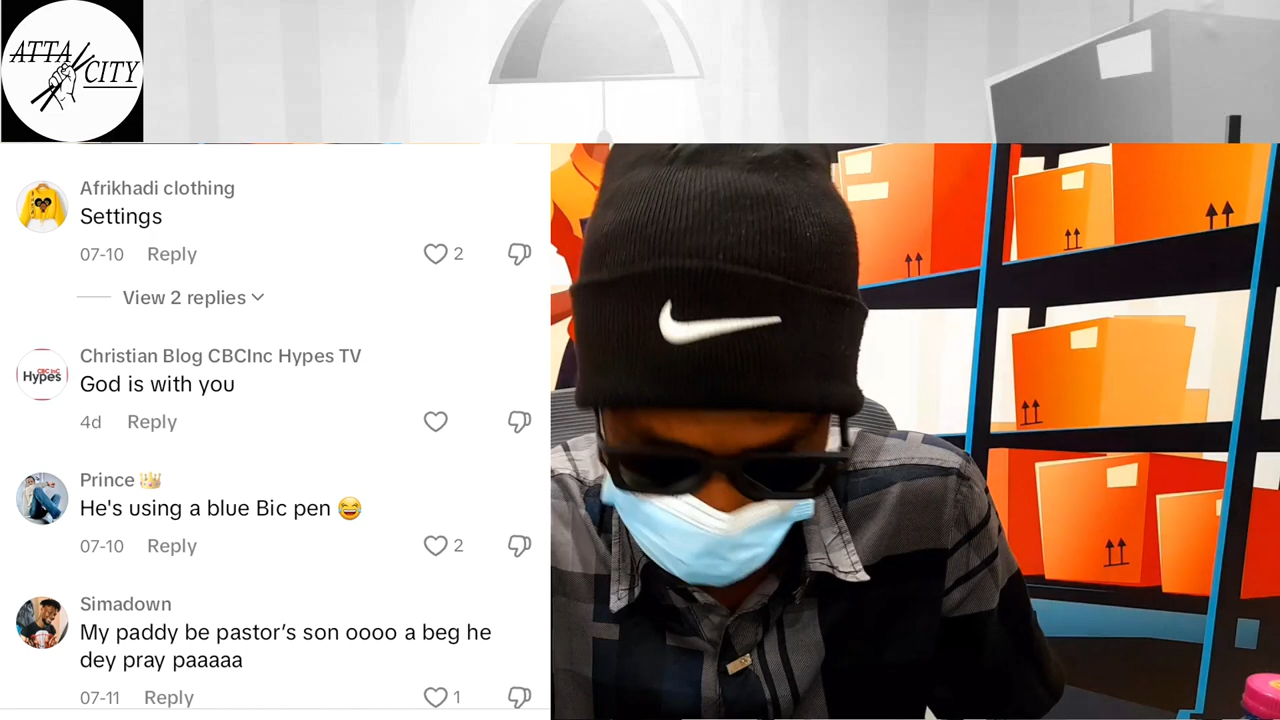 ATTA
CITY
Afrikhadi clothing
Settings
07-10 Reply 2
View 2 replies
CBC INC
Hypes
Christian Blog CBCInc Hypes TV
God is with you
4d Reply
Prince 👑
He's using a blue Bic pen 😂
07-10 Reply 2
Simadown
My paddy be pastor’s son oooo a beg he
dey pray paaaaa
07-11 Reply 1